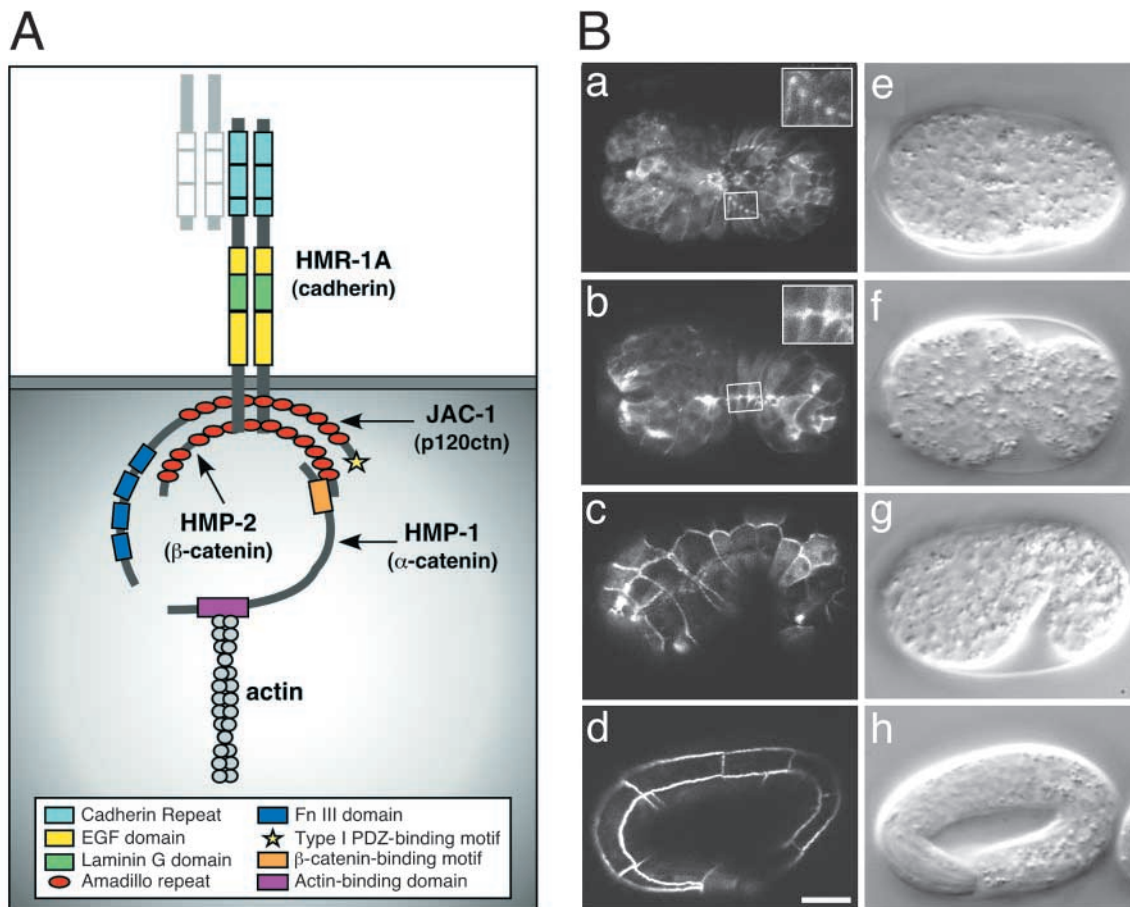 A
HMR-1A
(cadherin)
JAC-1
(p120ctn)
HMP-2
(β-catenin)
HMP-1
(α-catenin)
actin
Cadherin Repeat
EGF domain
Laminin G domain
Amadillo repeat
Fn III domain
Type I PDZ-binding motif
β-catenin-binding motif
Actin-binding domain
B
a
e
b
f
c
g
d
h